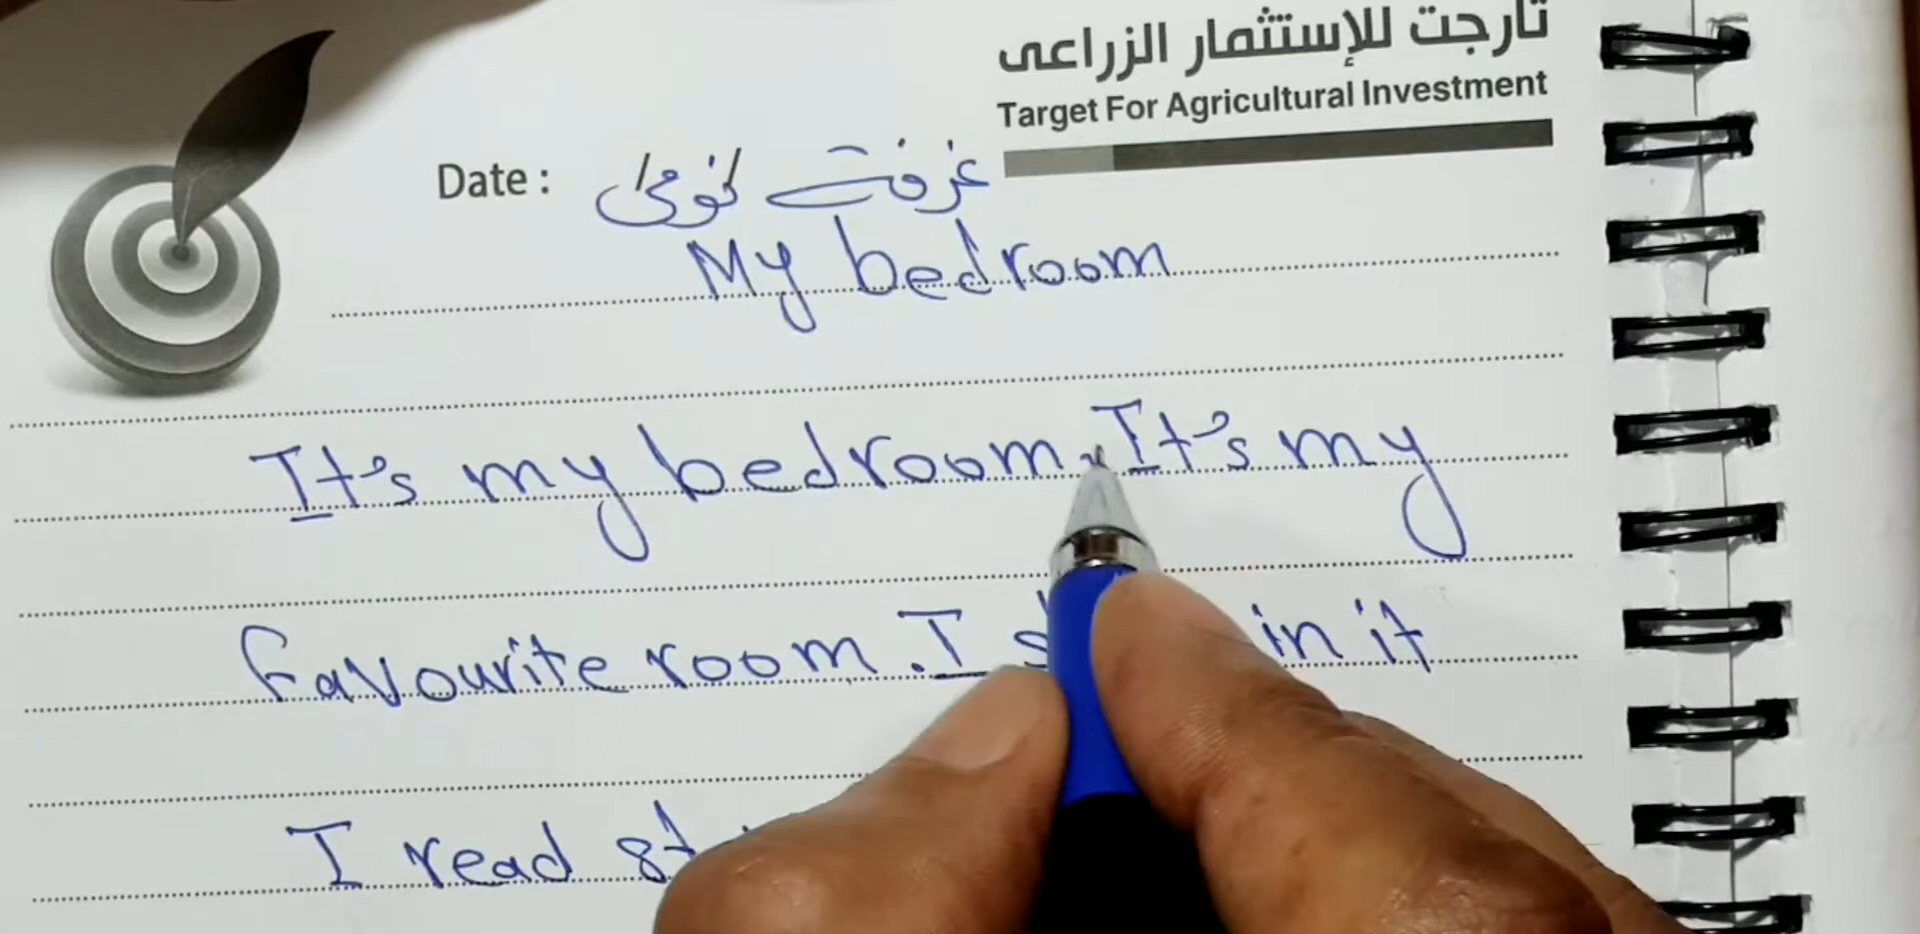 تارجت للإستثمار الزراعى
Target For Agricultural Investment
Date : غرفت نومى
My bedroom
It's my bedroom. It's my
favourite room. I in it
I read